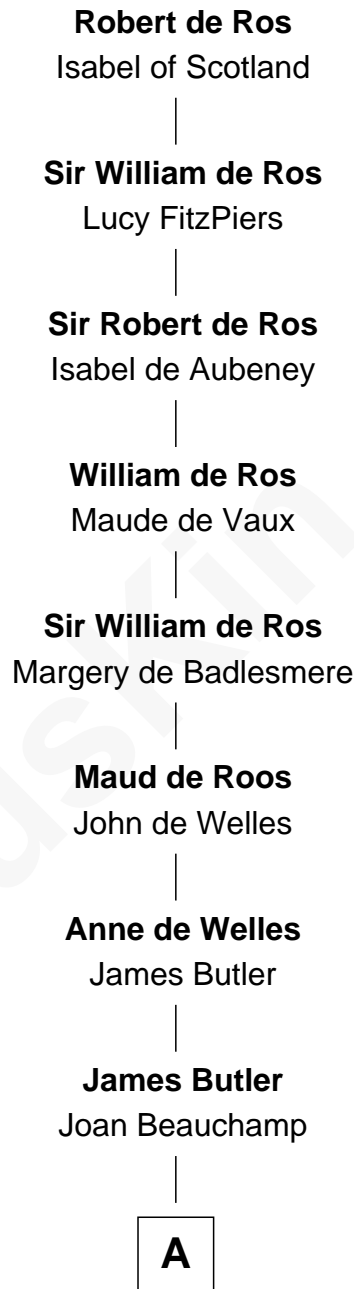 Robert de Ros
Isabel of Scotland
Sir William de Ros
Lucy FitzPiers
Sir Robert de Ros
Isabel de Aubeney
William de Ros
Maude de Vaux
Sir William de Ros
Margery de Badlesmere
Maud de Roos
John de Welles
Anne de Welles
James Butler
James Butler
Joan Beauchamp
A